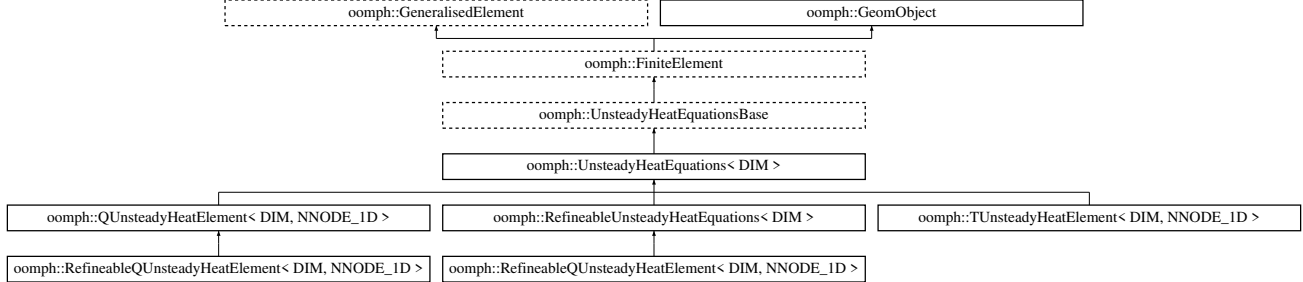 oomph::GeneralisedElement oomph::GeomObject
oomph::FiniteElement
oomph::UnsteadyHeatEquationsBase
oomph::UnsteadyHeatEquations< DIM >
oomph::QUnsteadyHeatElement< DIM, NNODE_1D > oomph::RefineableUnsteadyHeatEquations< DIM > oomph::TUnsteadyHeatElement< DIM, NNODE_1D >
oomph::RefineableQUnsteadyHeatElement< DIM, NNODE_1D > oomph::RefineableQUnsteadyHeatElement< DIM, NNODE_1D >